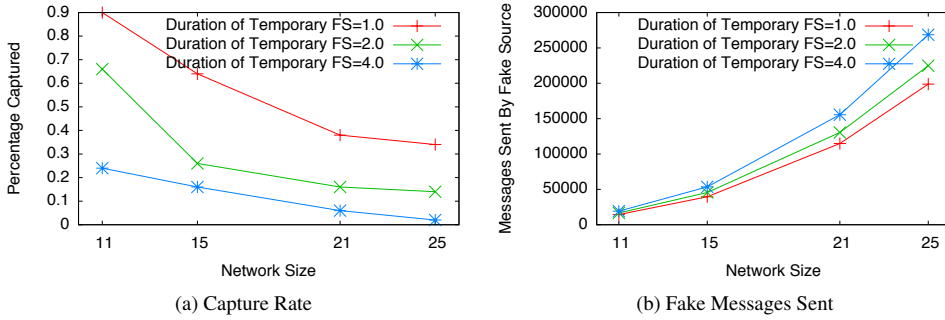 Percentage Captured
0.9
0.8
0.7
0.6
0.5
0.4
0.3
0.2
0.1
0
Duration of Temporary FS=1.0
Duration of Temporary FS=2.0
Duration of Temporary FS=4.0
11 15 21 25
Network Size
(a) Capture Rate
Messages Sent By Fake Source
300000
250000
200000
150000
100000
50000
0
Duration of Temporary FS=1.0
Duration of Temporary FS=2.0
Duration of Temporary FS=4.0
11 15 21 25
Network Size
(b) Fake Messages Sent